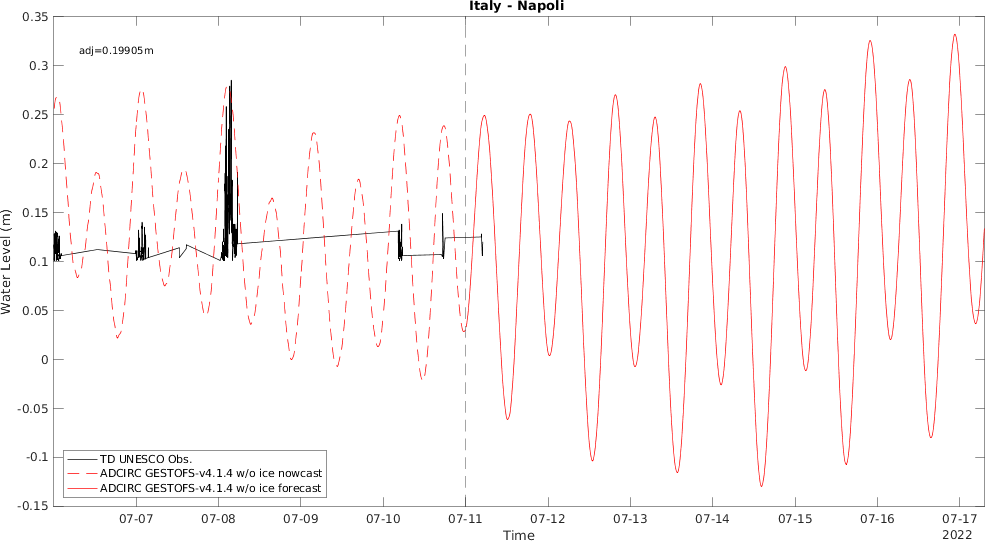 Italy - Napoli
adj=0.19905m
Water Level (m)
0.35
0.3
0.25
0.2
0.15
0.1
0.05
0
-0.05
-0.1
-0.15
TD UNESCO Obs.
ADCIRC GESTOFS-v4.1.4 w/o ice nowcast
ADCIRC GESTOFS-v4.1.4 w/o ice forecast
07-07 07-08 07-09 07-10 07-11 07-12 07-13 07-14 07-15 07-16 07-17
2022
Time